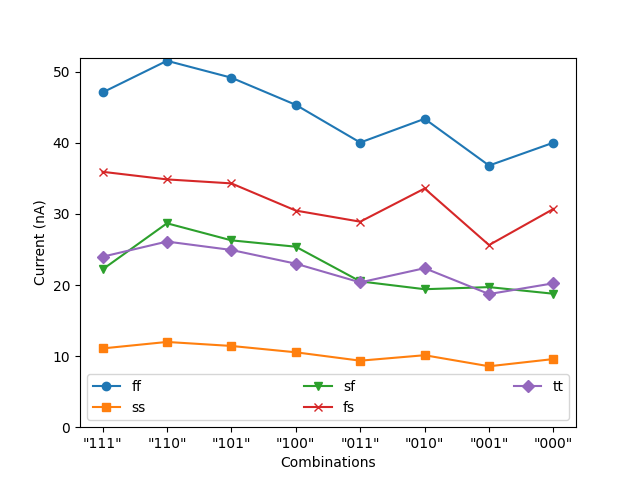 50
40
30
20
10
0
Current (nA)
ff
ss
sf
fs
tt
"111" "110" "101" "100" "011" "010" "001" "000"
Combinations